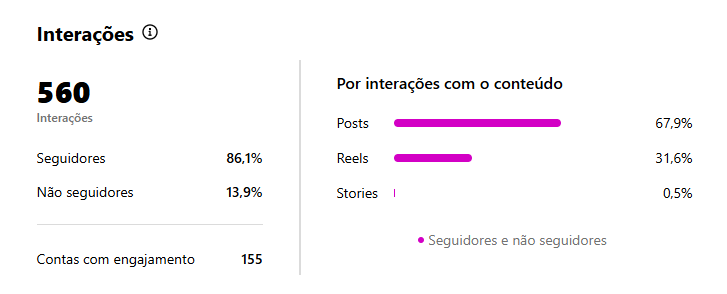 Interações
560
Interações
Seguidores 86,1%
Não seguidores 13,9%
Contas com engajamento 155
Por interações com o conteúdo
Posts 67,9%
Reels 31,6%
Stories 0,5%
Seguidores e não seguidores